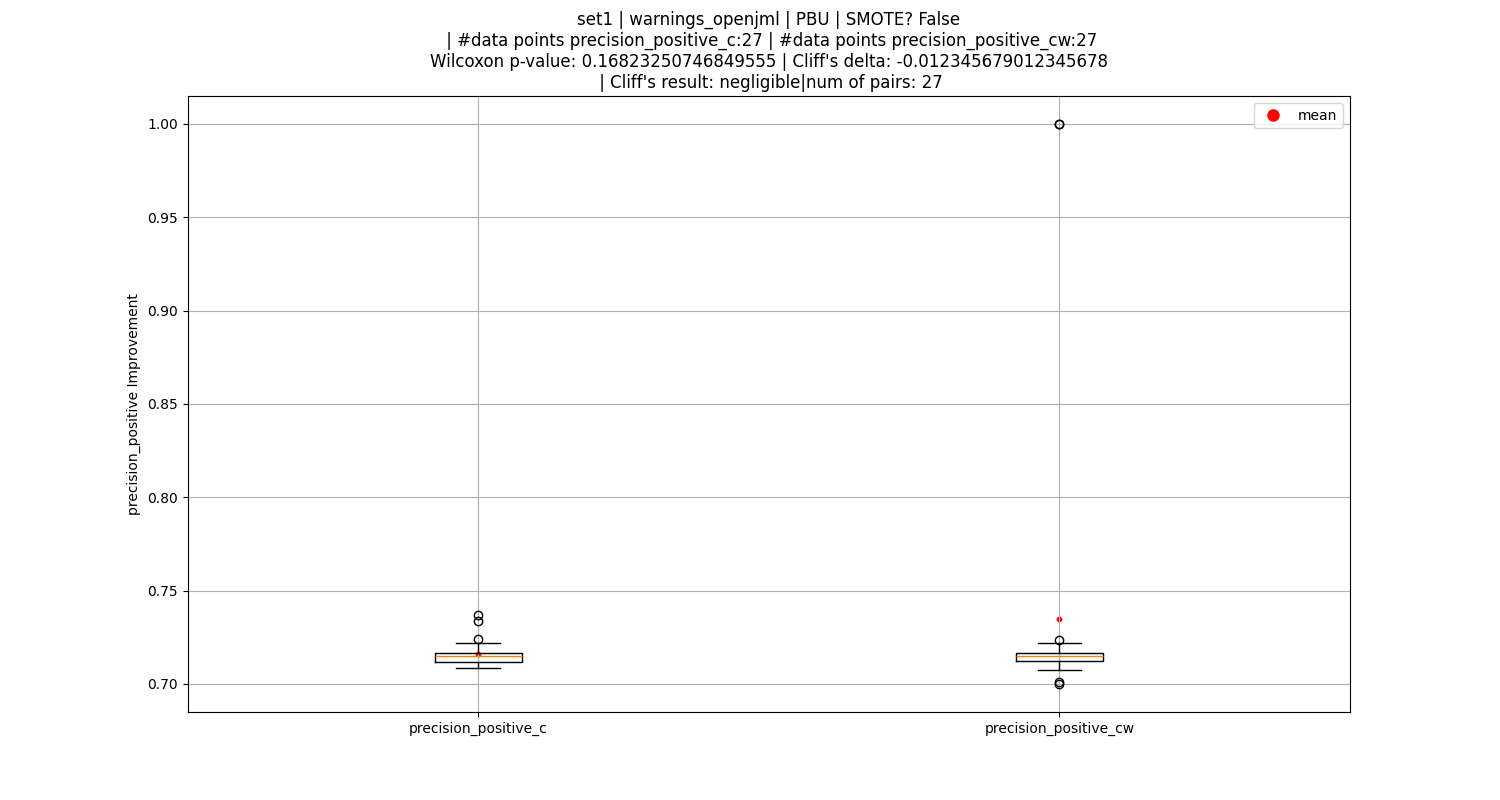 set1 | warnings_openjml | PBU | SMOTE? False
| #data points precision_positive_c:27 | #data points precision_positive_cw:27
Wilcoxon p-value: 0.16823250746849555 | Cliff's delta: -0.012345679012345678
| Cliff's result: negligible|num of pairs: 27
mean
1.00
0.95
0.90
0.85
0.80
0.75
0.70
precision_positive Improvement
precision_positive_c
precision_positive_cw